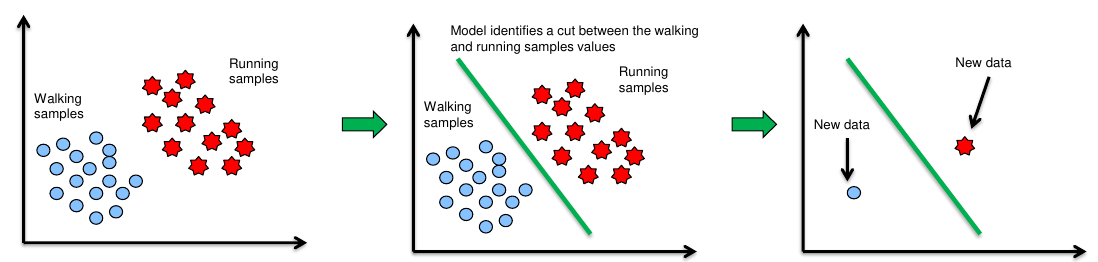 Running
samples
Walking
samples
Model identifies a cut between the walking
and running samples values
Running
samples
Walking
samples
New data
New data